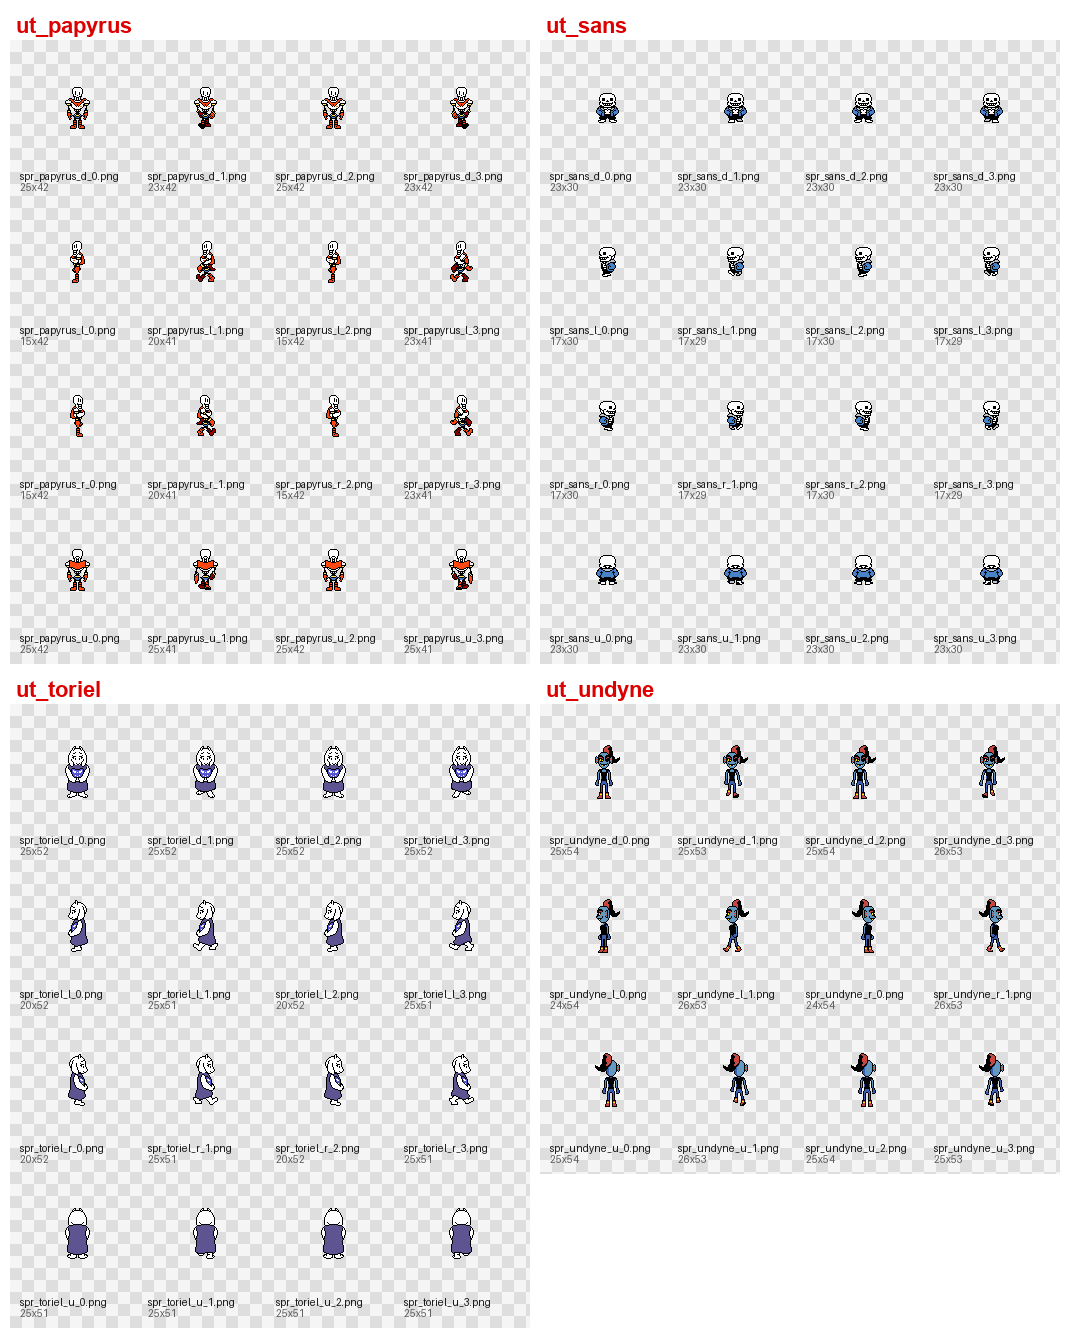 ut_papyrus
spr_papyrus_d_0.png
25x42
spr_papyrus_d_1.png
23x42
spr_papyrus_d_2.png
25x42
spr_papyrus_d_3.png
23x42
spr_papyrus_l_0.png
15x42
spr_papyrus_l_1.png
20x41
spr_papyrus_l_2.png
15x42
spr_papyrus_l_3.png
23x41
spr_papyrus_r_0.png
15x42
spr_papyrus_r_1.png
20x41
spr_papyrus_r_2.png
15x42
spr_papyrus_r_3.png
23x41
spr_papyrus_u_0.png
25x42
spr_papyrus_u_1.png
25x41
spr_papyrus_u_2.png
25x42
spr_papyrus_u_3.png
25x41
ut_sans
spr_sans_d_0.png
23x30
spr_sans_d_1.png
23x30
spr_sans_d_2.png
23x30
spr_sans_d_3.png
23x30
spr_sans_l_0.png
17x30
spr_sans_l_1.png
17x29
spr_sans_l_2.png
17x30
spr_sans_l_3.png
17x29
spr_sans_r_0.png
17x30
spr_sans_r_1.png
17x29
spr_sans_r_2.png
17x30
spr_sans_r_3.png
17x29
spr_sans_u_0.png
23x30
spr_sans_u_1.png
23x30
spr_sans_u_2.png
23x30
spr_sans_u_3.png
23x30
ut_toriel
spr_toriel_d_0.png
25x52
spr_toriel_d_1.png
25x52
spr_toriel_d_2.png
25x52
spr_toriel_d_3.png
25x52
spr_toriel_l_0.png
20x52
spr_toriel_l_1.png
25x51
spr_toriel_l_2.png
20x52
spr_toriel_l_3.png
25x51
spr_toriel_r_0.png
20x52
spr_toriel_r_1.png
25x51
spr_toriel_r_2.png
20x52
spr_toriel_r_3.png
25x51
spr_toriel_u_0.png
25x51
spr_toriel_u_1.png
25x51
spr_toriel_u_2.png
25x51
spr_toriel_u_3.png
25x51
ut_undyne
spr_undyne_d_0.png
25x54
spr_undyne_d_1.png
25x53
spr_undyne_d_2.png
25x54
spr_undyne_d_3.png
26x53
spr_undyne_l_0.png
24x54
spr_undyne_l_1.png
26x53
spr_undyne_r_0.png
24x54
spr_undyne_r_1.png
26x53
spr_undyne_u_0.png
25x54
spr_undyne_u_1.png
26x53
spr_undyne_u_2.png
25x54
spr_undyne_u_3.png
25x53